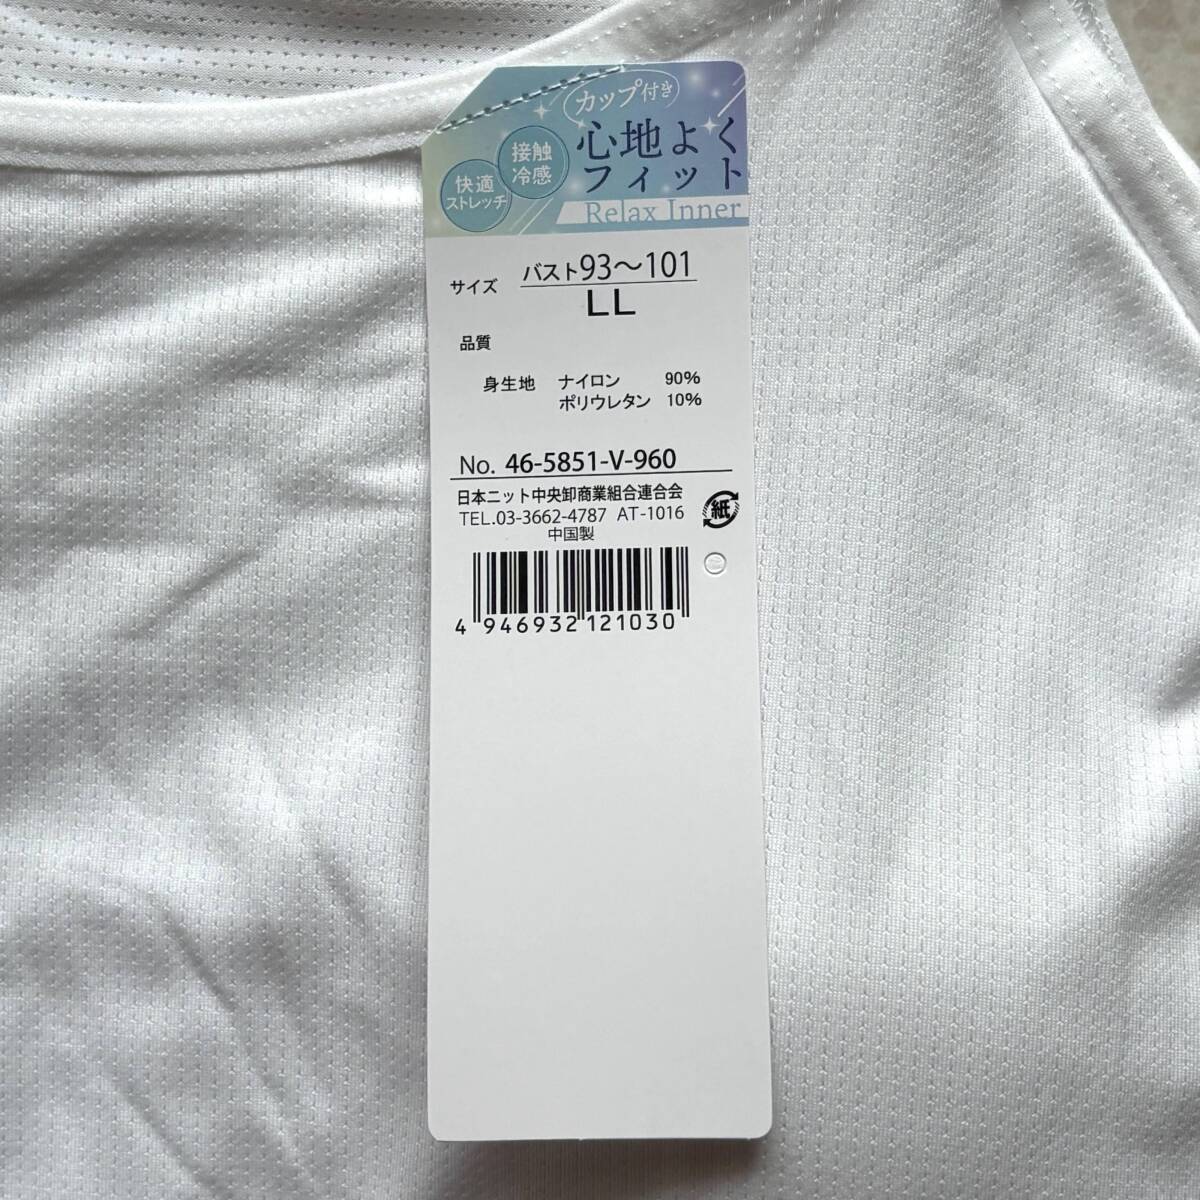 カップ付き
心地よく
フィット
接触
冷感
快適
ストレッチ
Relax Inner
サイズ バスト93～101
LL
品質
身生地 ナイロン 90%
ポリウレタン 10%
No. 46-5851-V-960
日本ニット中央卸商業組合連合会
TEL.03-3662-4787 AT-1016
中国製
紙
4 946932 121030